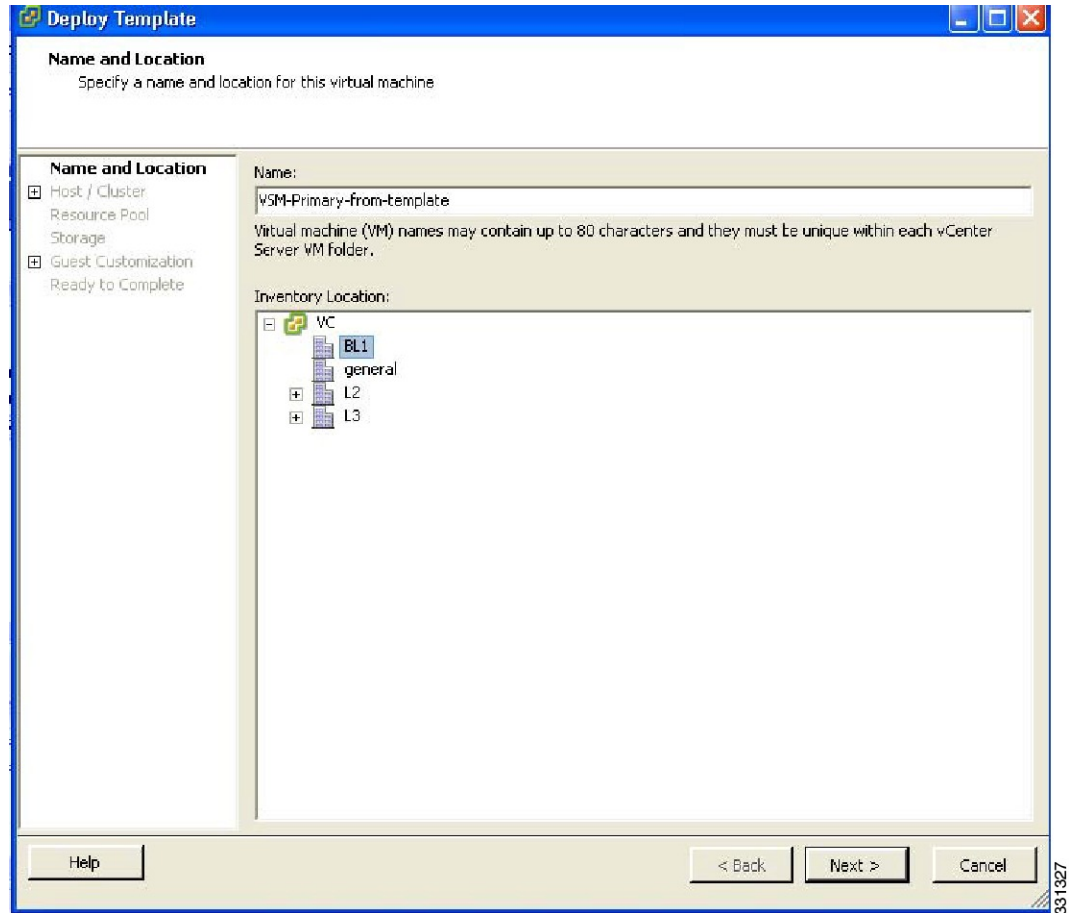 Deploy Template
Name and Location
Specify a name and location for this virtual machine
Name and Location
Host / Cluster
Resource Pool
Storage
Guest Customization
Ready to Complete
Name:
VSM-Primary-from-template
Virtual machine (VM) names may contain up to 80 characters and they must be unique within each vCenter
Server VM folder.
Inventory Location:
VC
BL1
general
L2
L3
Help
< Back
Next >
Cancel
331327